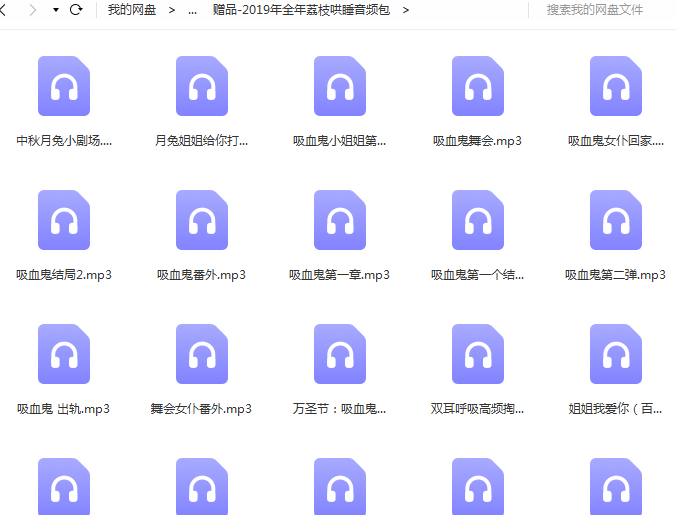 我的网盘 > ... 赠品-2019年全年荔枝哄睡音频包 > 搜索我的网盘文件
中秋月兔小剧场.... 月兔姐姐给你打... 吸血鬼小姐姐第... 吸血鬼舞会.mp3 吸血鬼女仆回家....
吸血鬼结局2.mp3 吸血鬼番外.mp3 吸血鬼第一章.mp3 吸血鬼第一个结... 吸血鬼第二弹.mp3
吸血鬼 出轨.mp3 舞会女仆番外.mp3 万圣节：吸血鬼... 双耳呼吸高频掏... 姐姐我爱你（百...